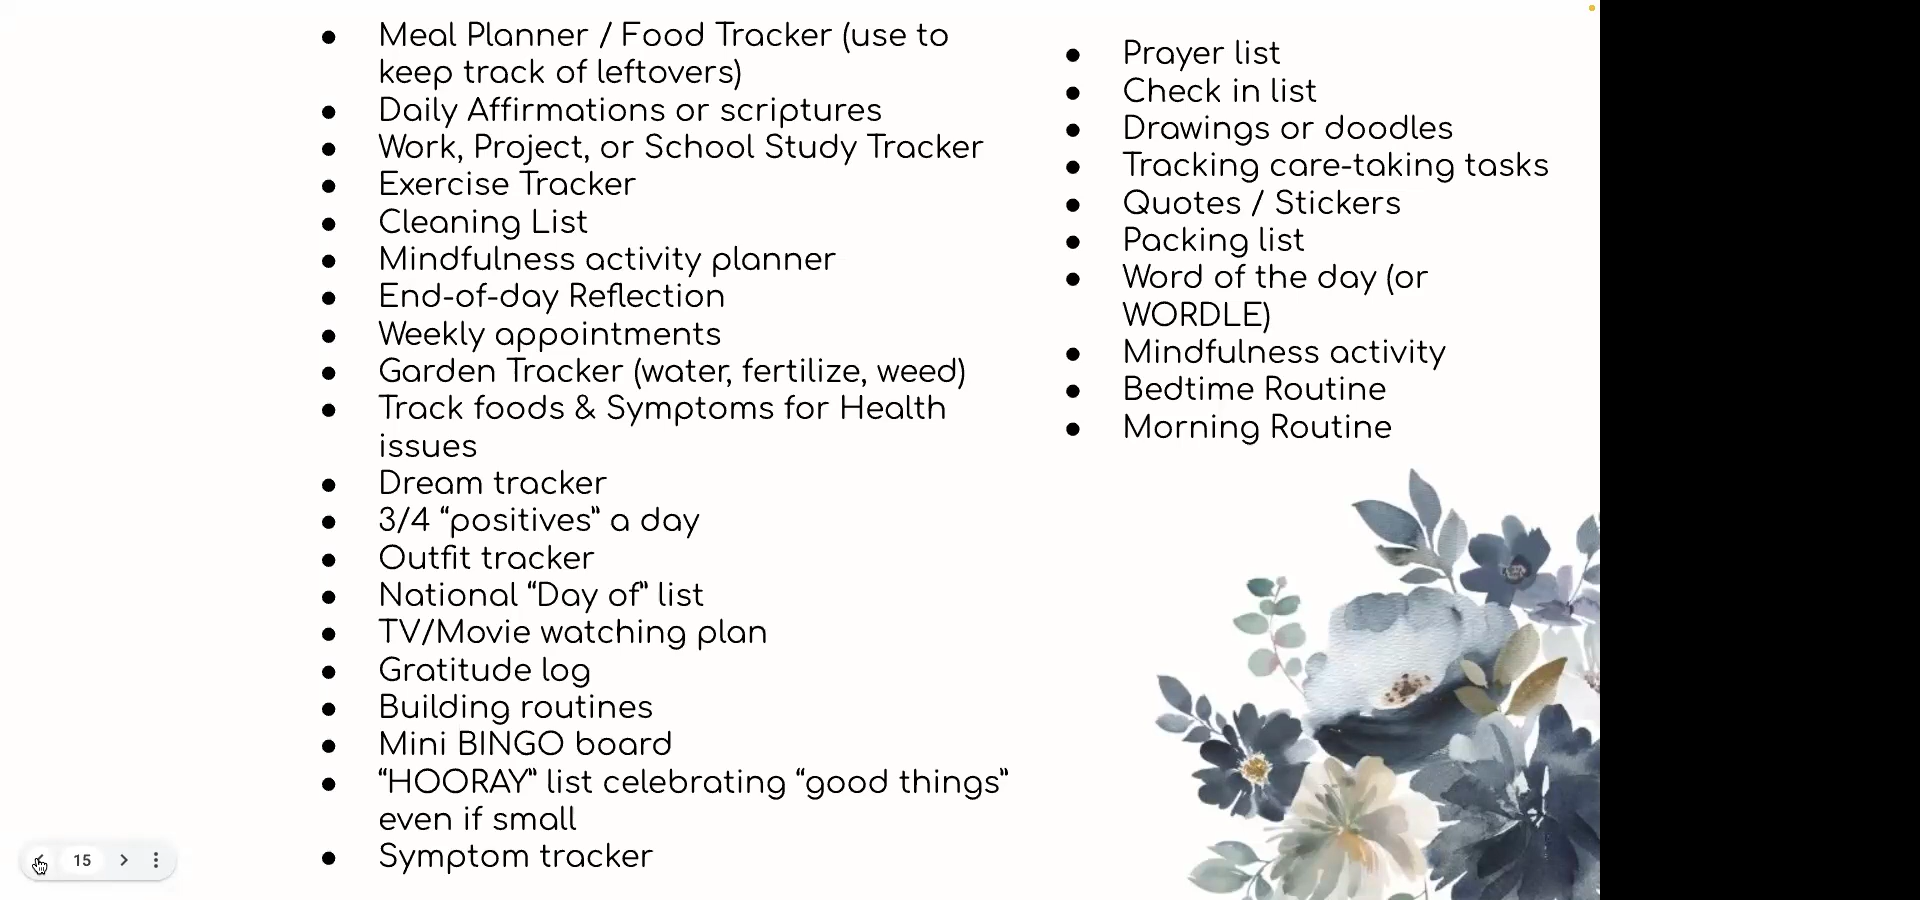 ● Meal Planner / Food Tracker (use to
keep track of leftovers)
● Daily Affirmations or scriptures
● Work, Project, or School Study Tracker
● Exercise Tracker
● Cleaning List
● Mindfulness activity planner
● End-of-day Reflection
● Weekly appointments
● Garden Tracker (water, fertilize, weed)
● Track foods & Symptoms for Health
issues
● Dream tracker
● 3/4 “positives” a day
● Outfit tracker
● National “Day of” list
● TV/Movie watching plan
● Gratitude log
● Building routines
● Mini BINGO board
● “HOORAY” list celebrating “good things”
even if small
● Symptom tracker
● Prayer list
● Check in list
● Drawings or doodles
● Tracking care-taking tasks
● Quotes / Stickers
● Packing list
● Word of the day (or
WORDLE)
● Mindfulness activity
● Bedtime Routine
● Morning Routine
15